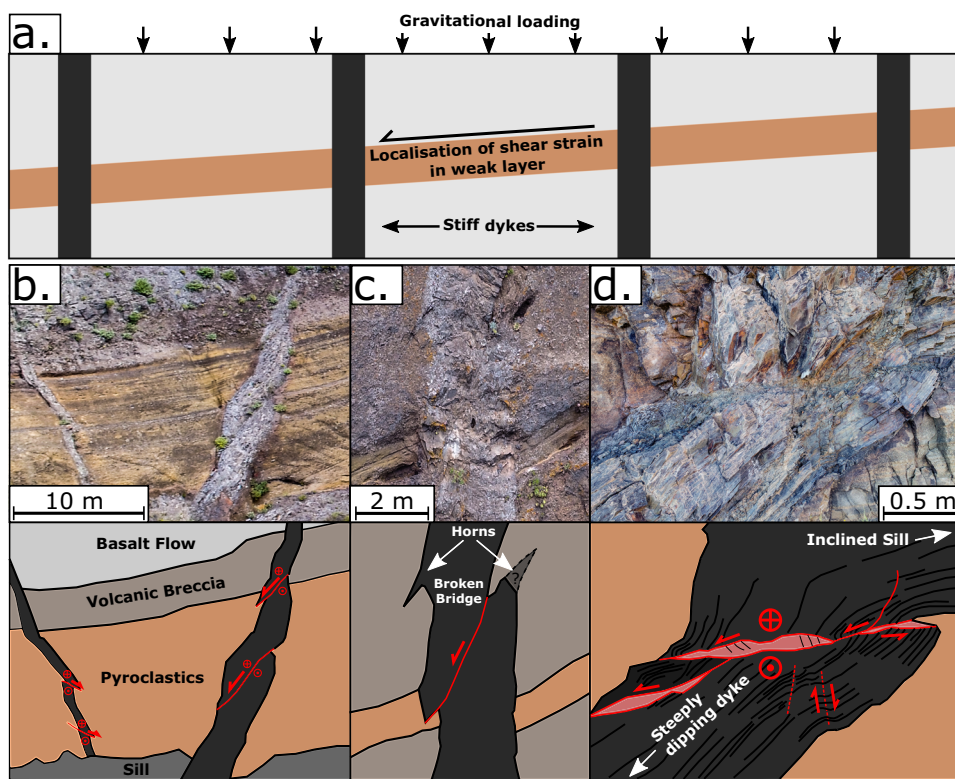 Gravitational loading
a.
Localisation of shear strain
in weak layer
Stiff dykes
b.
c.
d.
10 m
2 m
0.5 m
Basalt Flow
Volcanic Breccia
Pyroclastics
Sill
Horns
?
Broken
Bridge
Inclined Sill
Steeply
dipping dyke